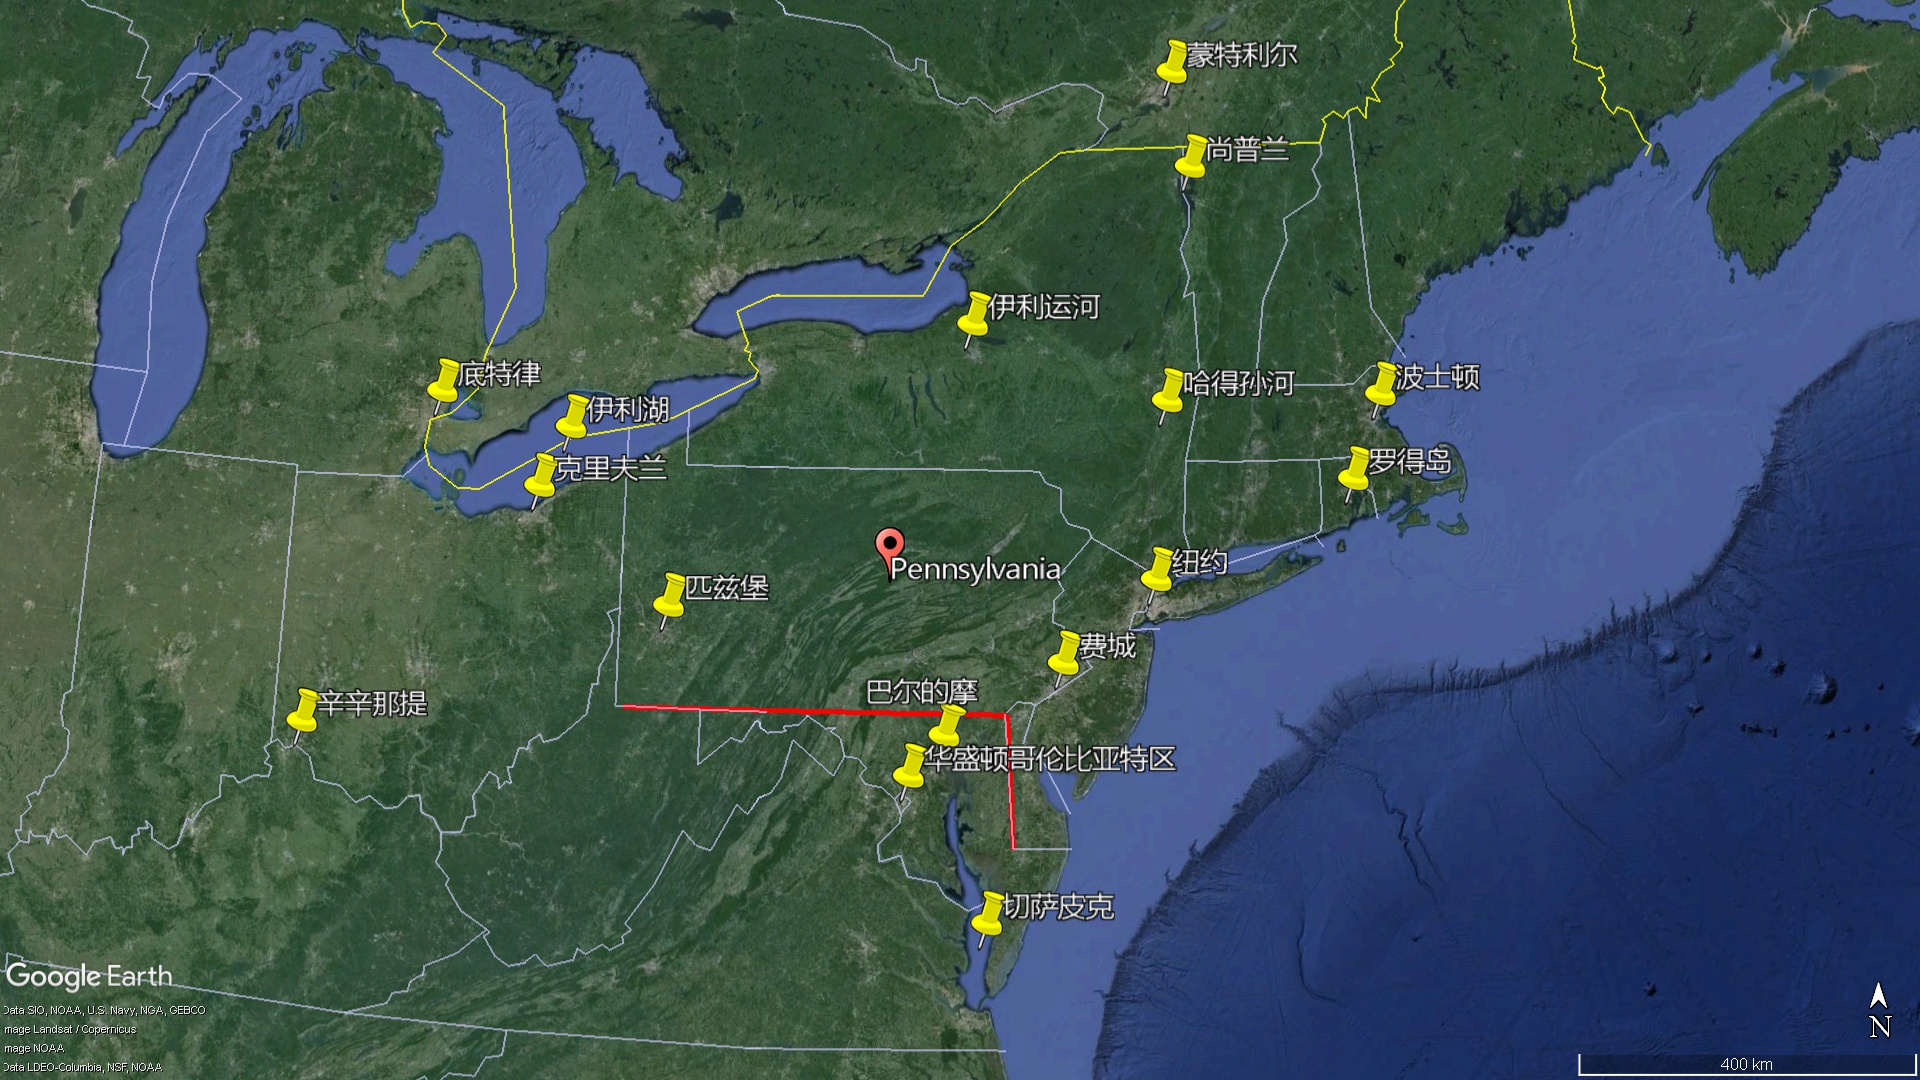 蒙特利尔
尚普兰
伊利运河
底特律
哈得孙河
波士顿
伊利湖
克里夫兰
罗得岛
纽约
Pennsylvania
匹兹堡
费城
巴尔的摩
辛辛那提
华盛顿哥伦比亚特区
切萨皮克
Google Earth
Data SIO, NOAA, U.S. Navy, NGA, GEBCO
mage Landsat / Copernicus
mage NOAA
Data LDEO-Columbia, NSF, NOAA
N
400 km